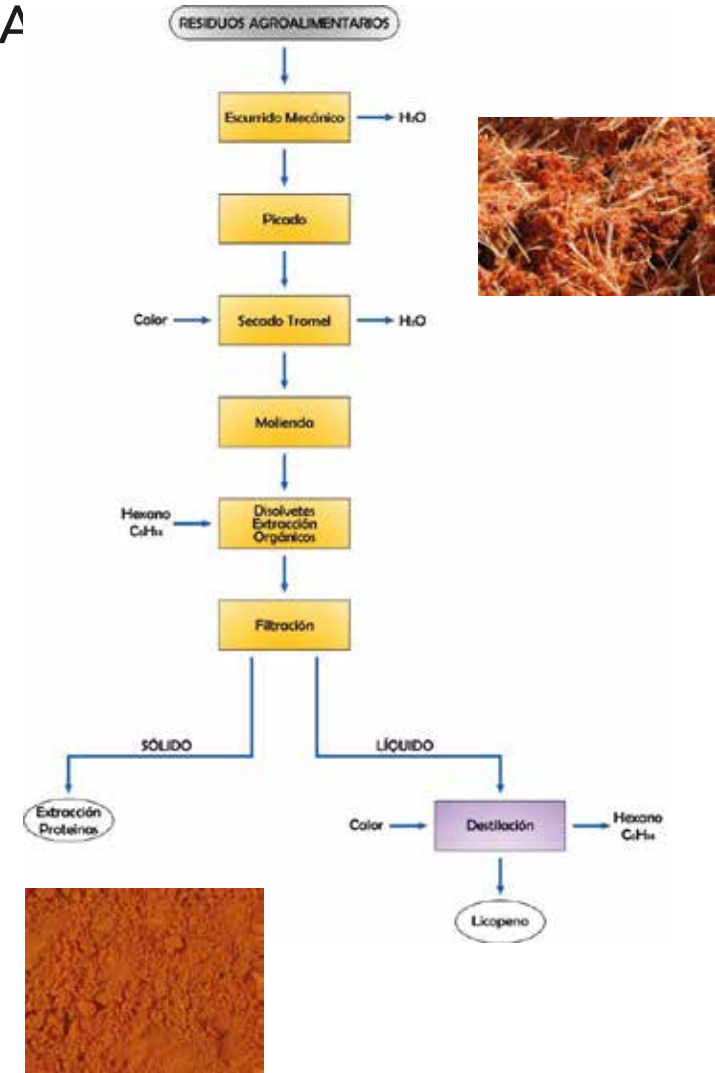 A
RESIDUOS AGROALIMENTARIOS
Escurrido Mecánico
H₂O
Picado
Calor
Secado Tromel
H₂O
Molienda
Hexano
C₆H₁₄
Disolvetes
Extracción
Orgánicos
Filtración
SÓLIDO
LÍQUIDO
Extracción
Proteinas
Calor
Destilación
Hexano
C₆H₁₄
Licopeno